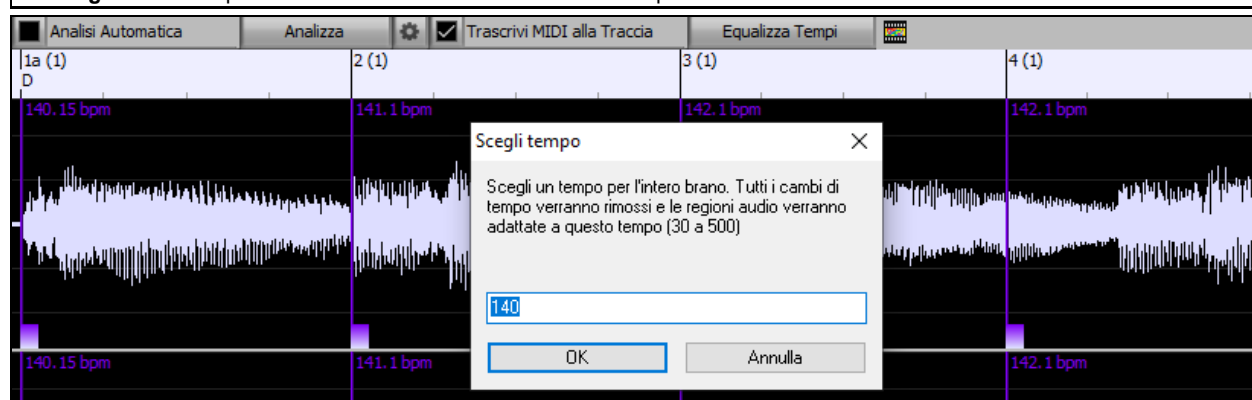 Analisi Automatica Analizza Trascrivi MIDI alla Traccia Equalizza Tempi
1a (1) 2 (1) 3 (1) 4 (1)
D
140.15 bpm 141.1 bpm 142.1 bpm 142.1 bpm
Scegli tempo
Scegli un tempo per l'intero brano. Tutti i cambi di
tempo verranno rimossi e le regioni audio verranno
adattate a questo tempo (30 a 500)
140
OK Annulla
140.15 bpm 141.1 bpm 142.1 bpm